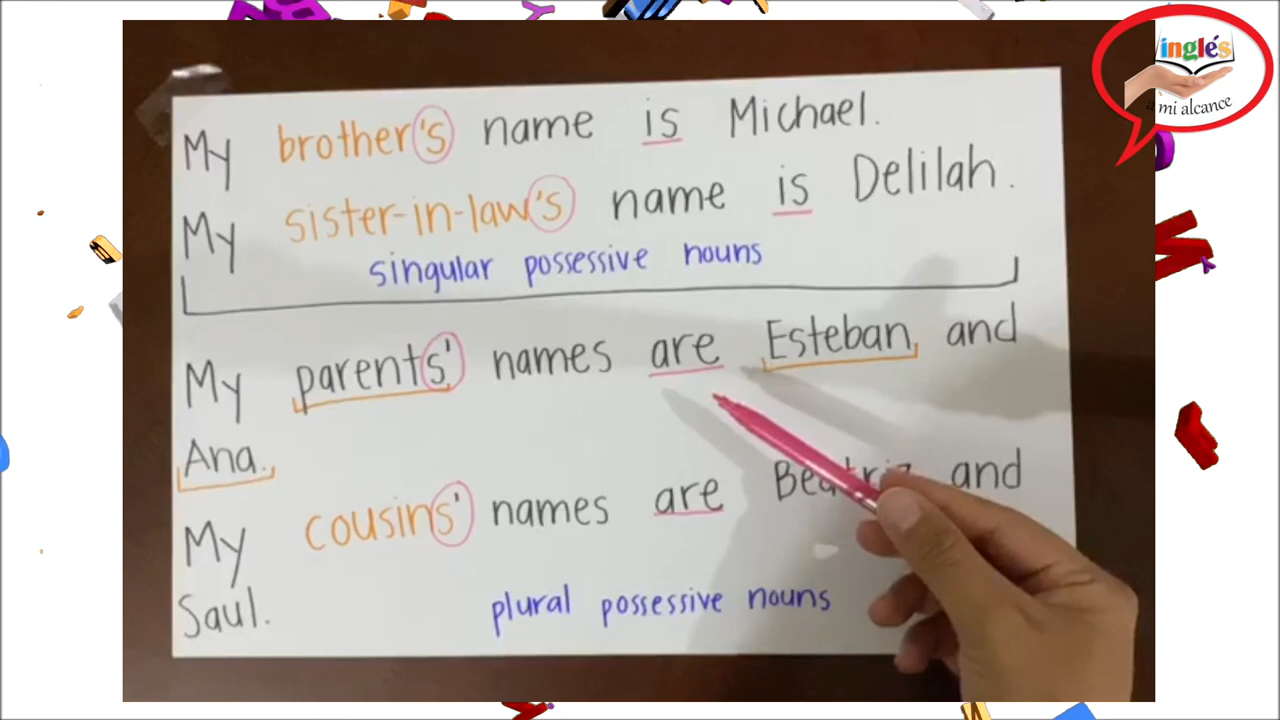 inglés
a mi alcance
My brother's name is Michael.
My sister-in-law's name is Delilah.
singular possessive nouns
My parents' names are Esteban and
Ana.
My cousins' names are Beatriz and
Saul.
plural possessive nouns